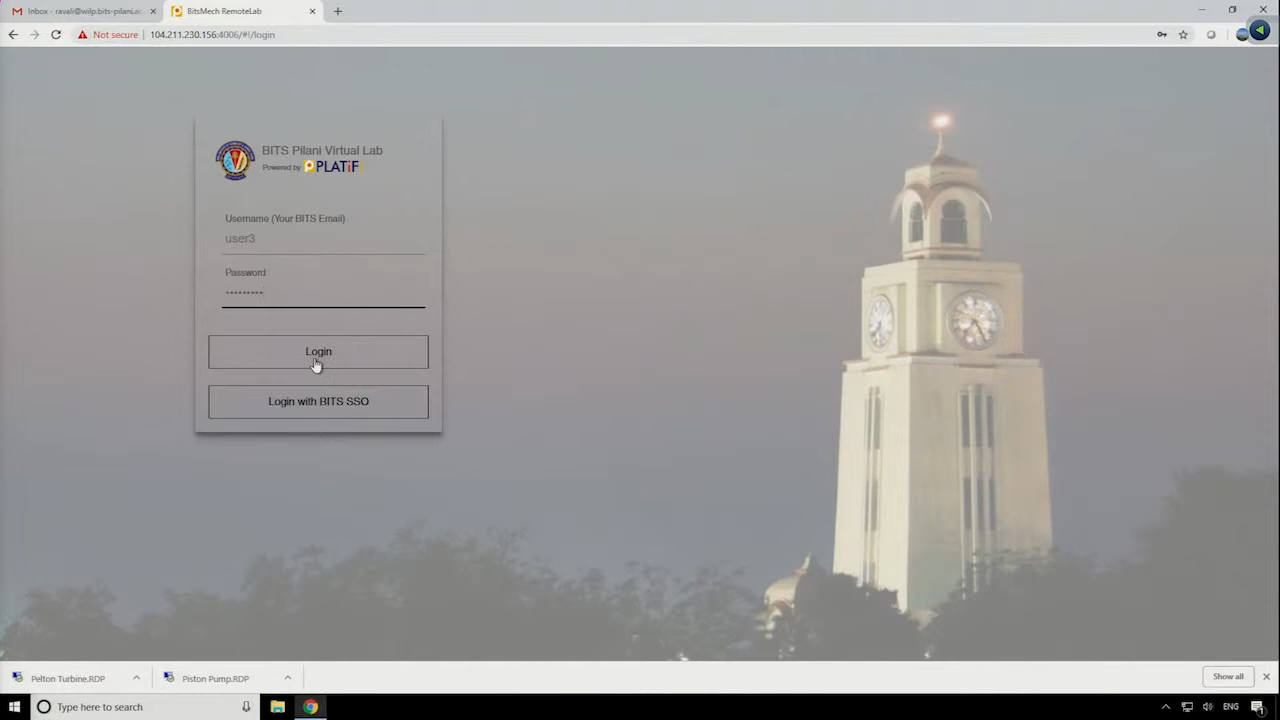 Inbox - ravali@wilp.bits-pilani.ac
BitsMech RemoteLab
Not secure
104.211.230.156:4006/#!/login
BITS Pilani Virtual Lab
Powered by PLATiFi
Username (Your BITS Email)
user3
Password
•••••••••
Login
Login with BITS SSO
Pelton Turbine.RDP
Piston Pump.RDP
Show all
Type here to search
ENG
1